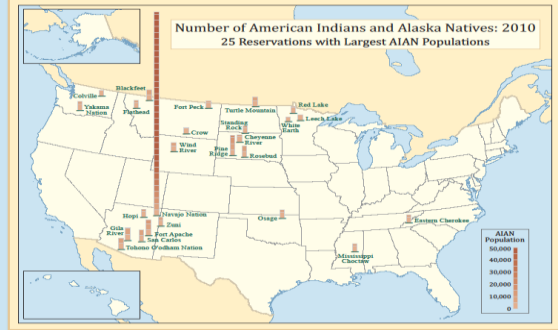 Number of American Indians and Alaska Natives: 2010
25 Reservations with Largest AIAN Populations
Blackfeet
Colville
Yakama
Nation
Flathead
Fort Peck
Turtle Mountain
Red Lake
Leech Lake
White
Earth
Standing
Rock
Cheyenne
River
Crow
Wind
River
Pine
Ridge
Rosebud
Hopi
Navajo Nation
Zuni
Gila
River
Fort Apache
San Carlos
Tohono O'odham Nation
Osage
Eastern Cherokee
Mississippi
Choctaw
AIAN
Population
50,000
40,000
30,000
20,000
10,000
0